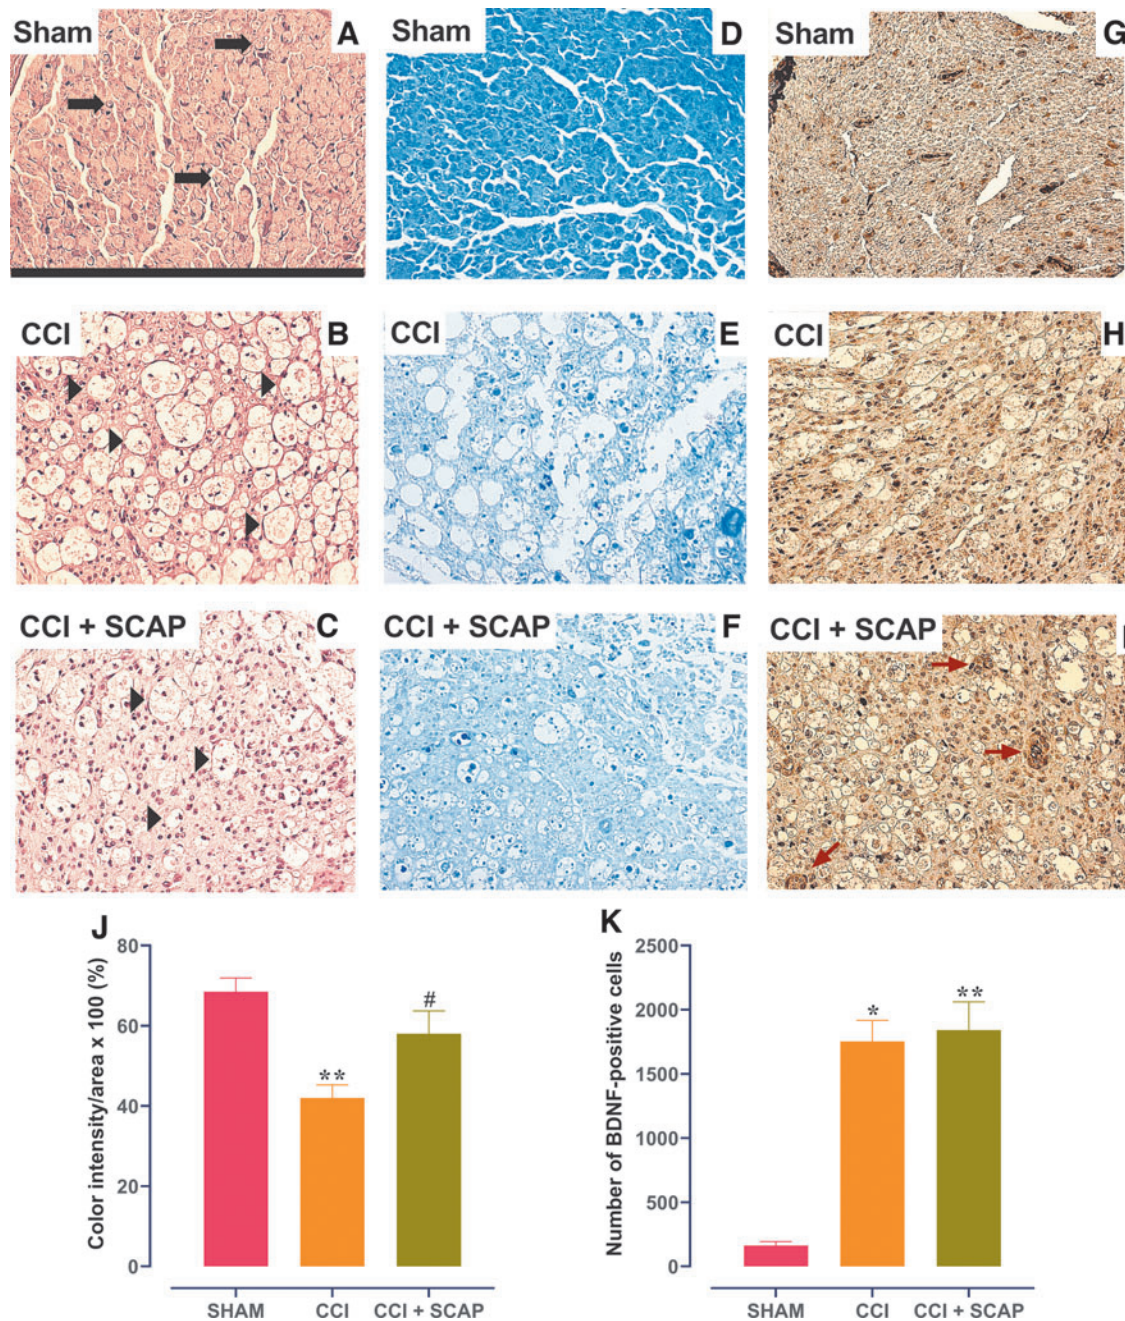 Sham A
Sham D
Sham G
CCI B
CCI E
CCI H
CCI + SCAP C
CCI + SCAP F
CCI + SCAP
J
Color intensity/area x 100 (%)
80
60
40
20
0
**
#
SHAM CCI CCI + SCAP
K
Number of BDNF-positive cells
2500
2000
1500
1000
500
0
*
**
SHAM CCI CCI + SCAP